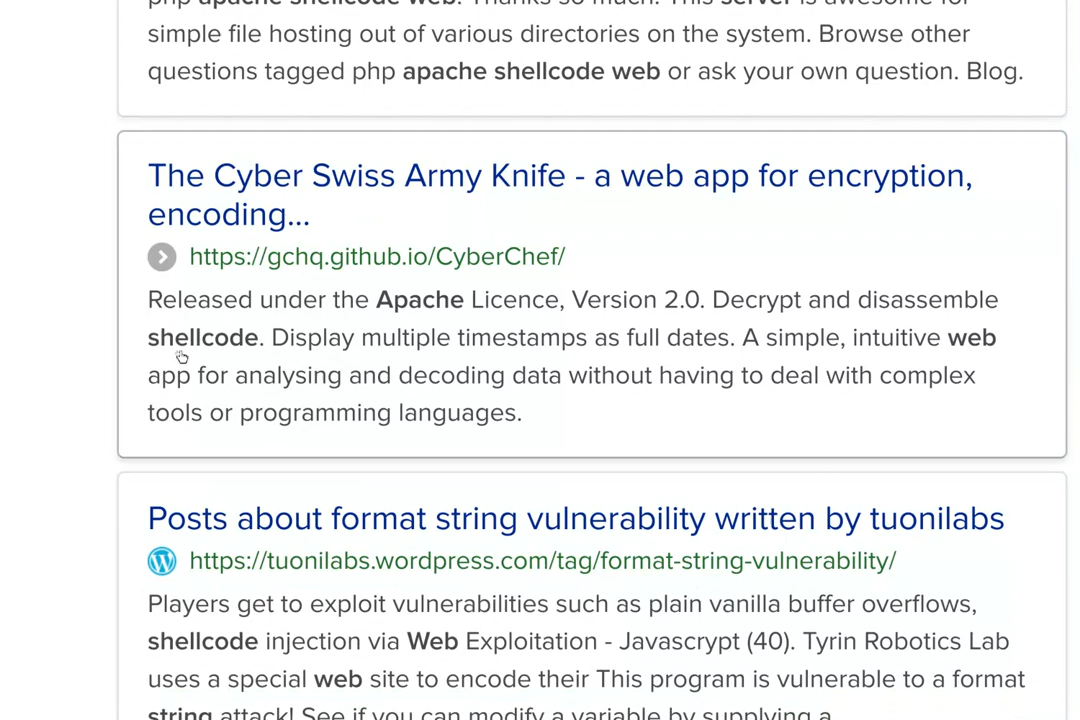 php apache shellcode web. Thanks so much. This server is awesome for
simple file hosting out of various directories on the system. Browse other
questions tagged php apache shellcode web or ask your own question. Blog.
The Cyber Swiss Army Knife - a web app for encryption,
encoding...
https://gchq.github.io/CyberChef/
Released under the Apache Licence, Version 2.0. Decrypt and disassemble
shellcode. Display multiple timestamps as full dates. A simple, intuitive web
app for analysing and decoding data without having to deal with complex
tools or programming languages.
Posts about format string vulnerability written by tuonilabs
https://tuonilabs.wordpress.com/tag/format-string-vulnerability/
Players get to exploit vulnerabilities such as plain vanilla buffer overflows,
shellcode injection via Web Exploitation - Javascrypt (40). Tyrin Robotics Lab
uses a special web site to encode their This program is vulnerable to a format
string attack! See if you can modify a variable by supplying a